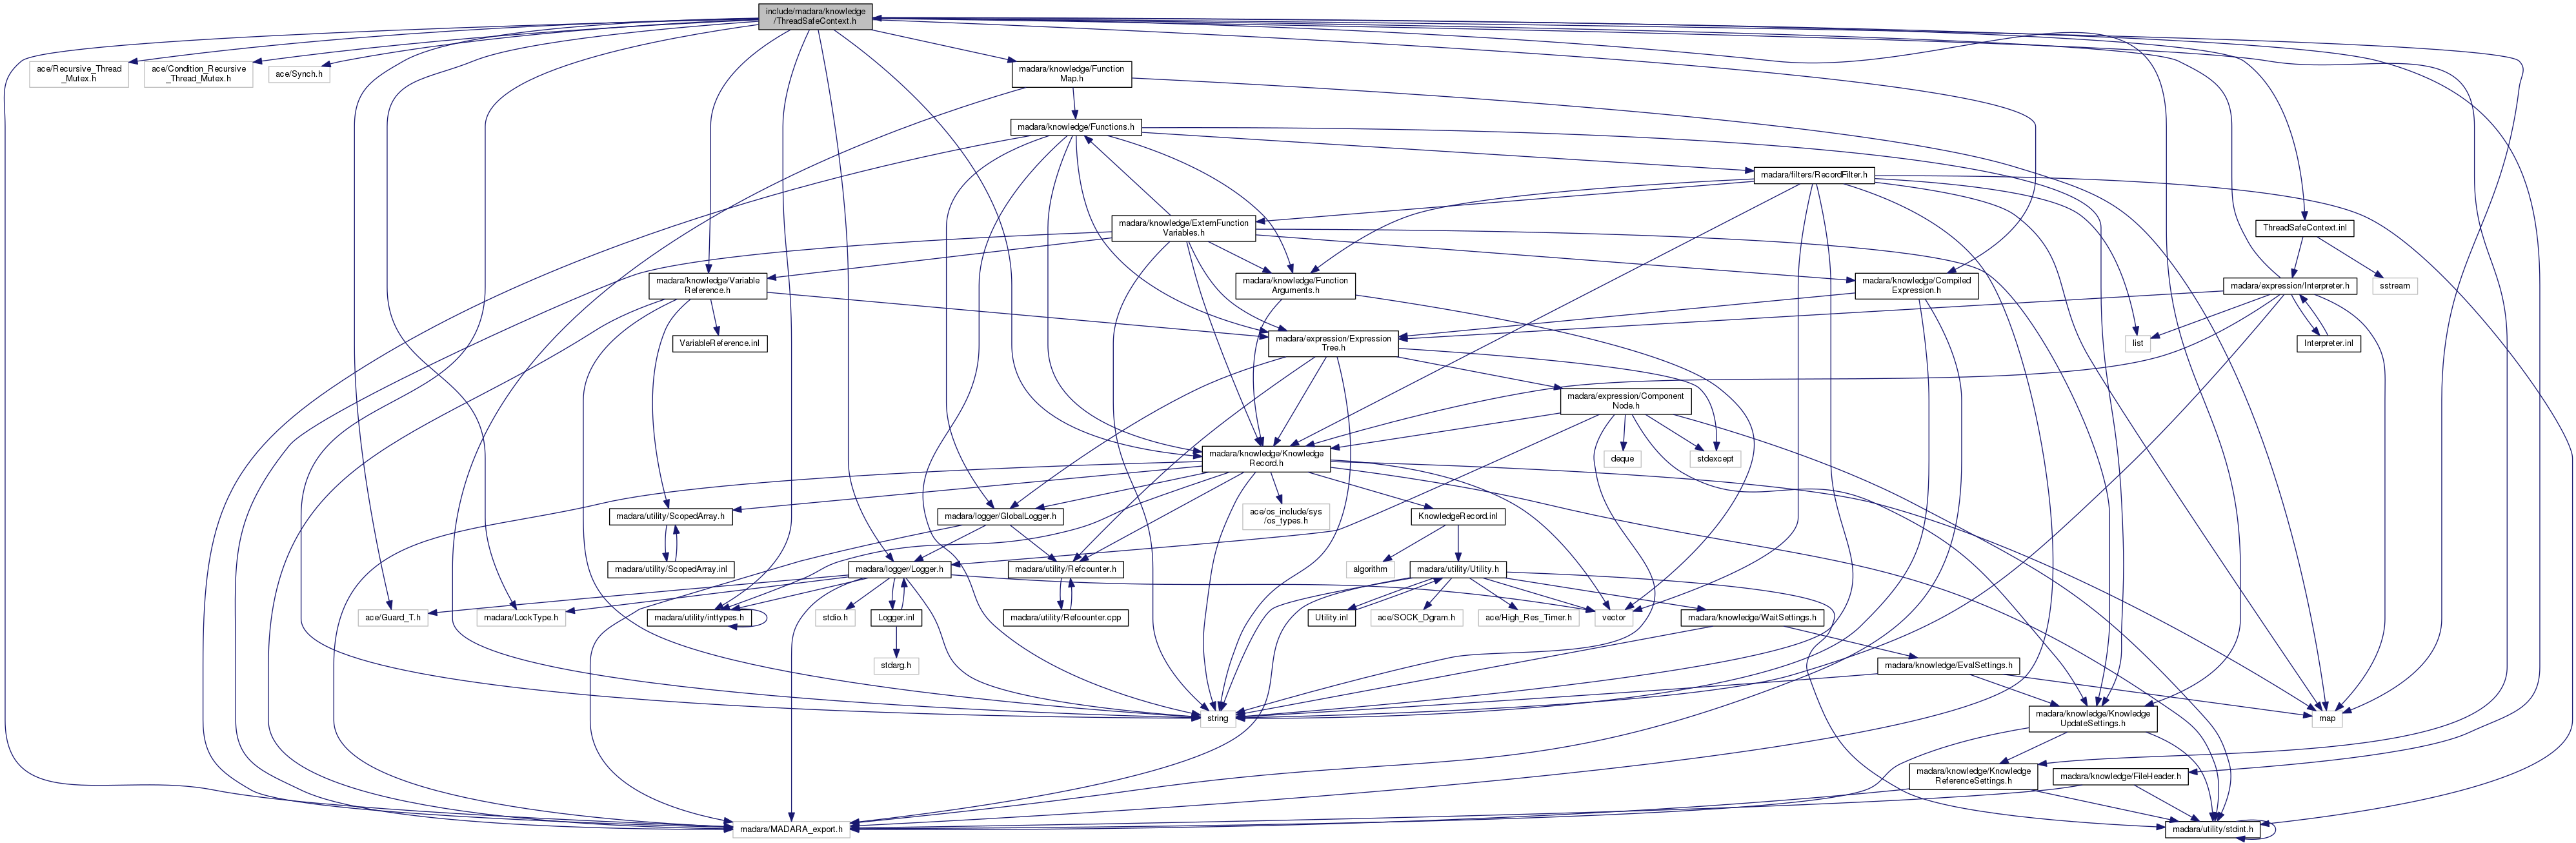 include/madara/knowledge
/ThreadSafeContext.h
ace/Recursive_Thread
_Mutex.h
ace/Condition_Recursive
_Thread_Mutex.h
ace/Synch.h
madara/knowledge/Function
Map.h
madara/knowledge/Functions.h
madara/filters/RecordFilter.h
madara/knowledge/ExternFunction
Variables.h
ThreadSafeContext.inl
madara/knowledge/Variable
Reference.h
madara/knowledge/Function
Arguments.h
madara/knowledge/Compiled
Expression.h
madara/expression/Interpreter.h
sstream
VariableReference.inl
madara/expression/Expression
Tree.h
list
Interpreter.inl
madara/expression/Component
Node.h
madara/knowledge/Knowledge
Record.h
deque
stdexcept
madara/utility/ScopedArray.h
madara/logger/GlobalLogger.h
ace/os_include/sys
/os_types.h
KnowledgeRecord.inl
madara/utility/ScopedArray.inl
madara/logger/Logger.h
madara/utility/Refcounter.h
algorithm
madara/utility/Utility.h
ace/Guard_T.h
madara/LockType.h
madara/utility/inttypes.h
stdio.h
Logger.inl
madara/utility/Refcounter.cpp
vector
Utility.inl
ace/SOCK_Dgram.h
ace/High_Res_Timer.h
madara/knowledge/WaitSettings.h
stdarg.h
madara/knowledge/EvalSettings.h
string
madara/knowledge/Knowledge
UpdateSettings.h
map
madara/knowledge/Knowledge
ReferenceSettings.h
madara/knowledge/FileHeader.h
madara/MADARA_export.h
madara/utility/stdint.h